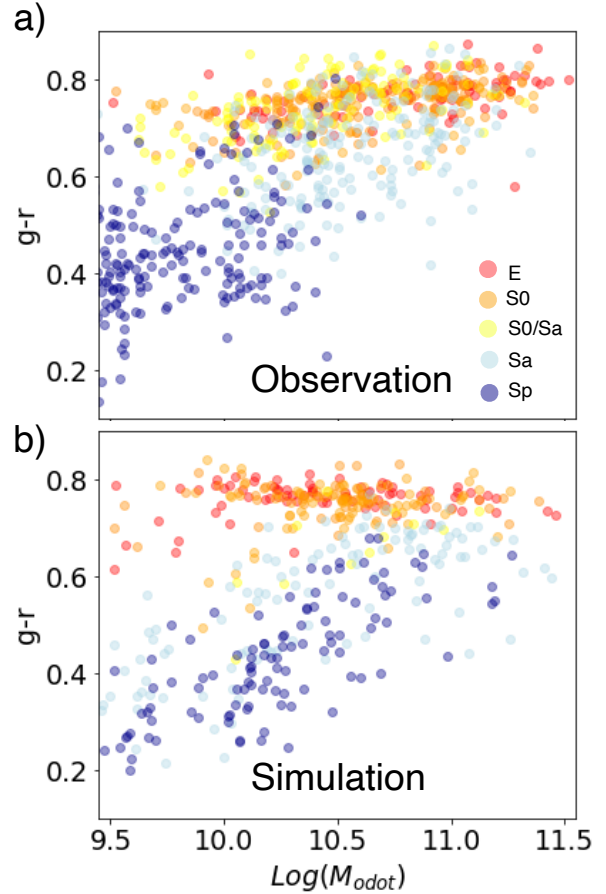 a)
0.8
0.6
0.4
0.2
g-r
E
S0
S0/Sa
Sa
Sp
Observation
b)
0.8
0.6
0.4
0.2
g-r
Simulation
9.5 10.0 10.5 11.0 11.5
Log(M_odot)